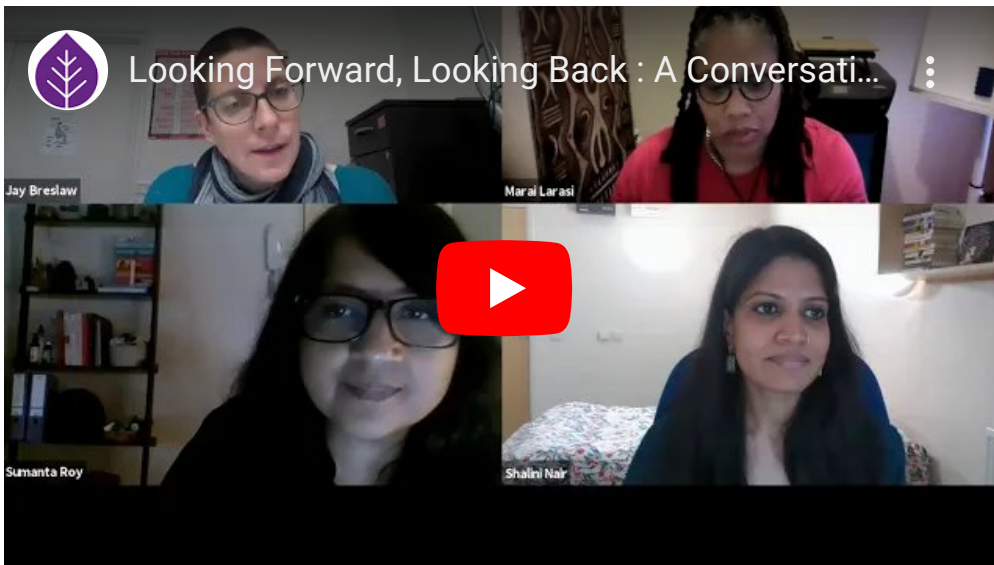 Looking Forward, Looking Back : A Conversati...
Jay Breslaw
Marai Larasi
Sumanta Roy
Shalini Nair